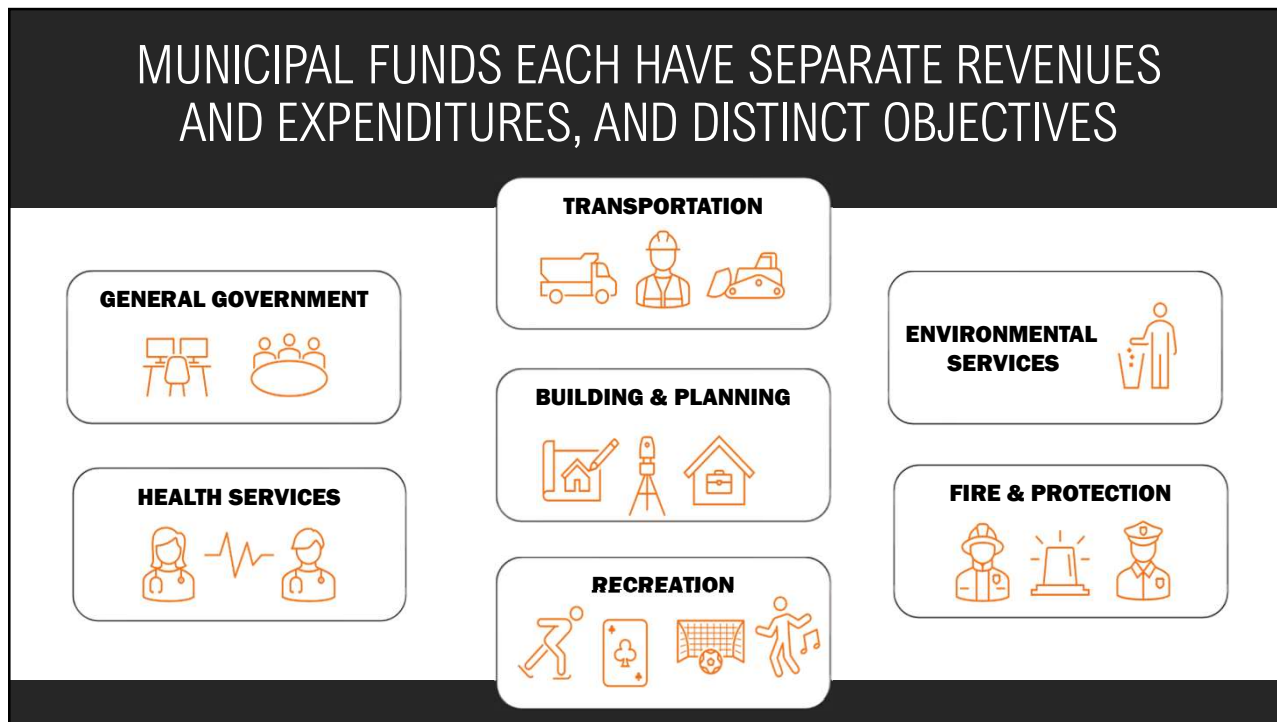 MUNICIPAL FUNDS EACH HAVE SEPARATE REVENUES
AND EXPENDITURES, AND DISTINCT OBJECTIVES
TRANSPORTATION
GENERAL GOVERNMENT
ENVIRONMENTAL
SERVICES
BUILDING & PLANNING
HEALTH SERVICES
FIRE & PROTECTION
RECREATION